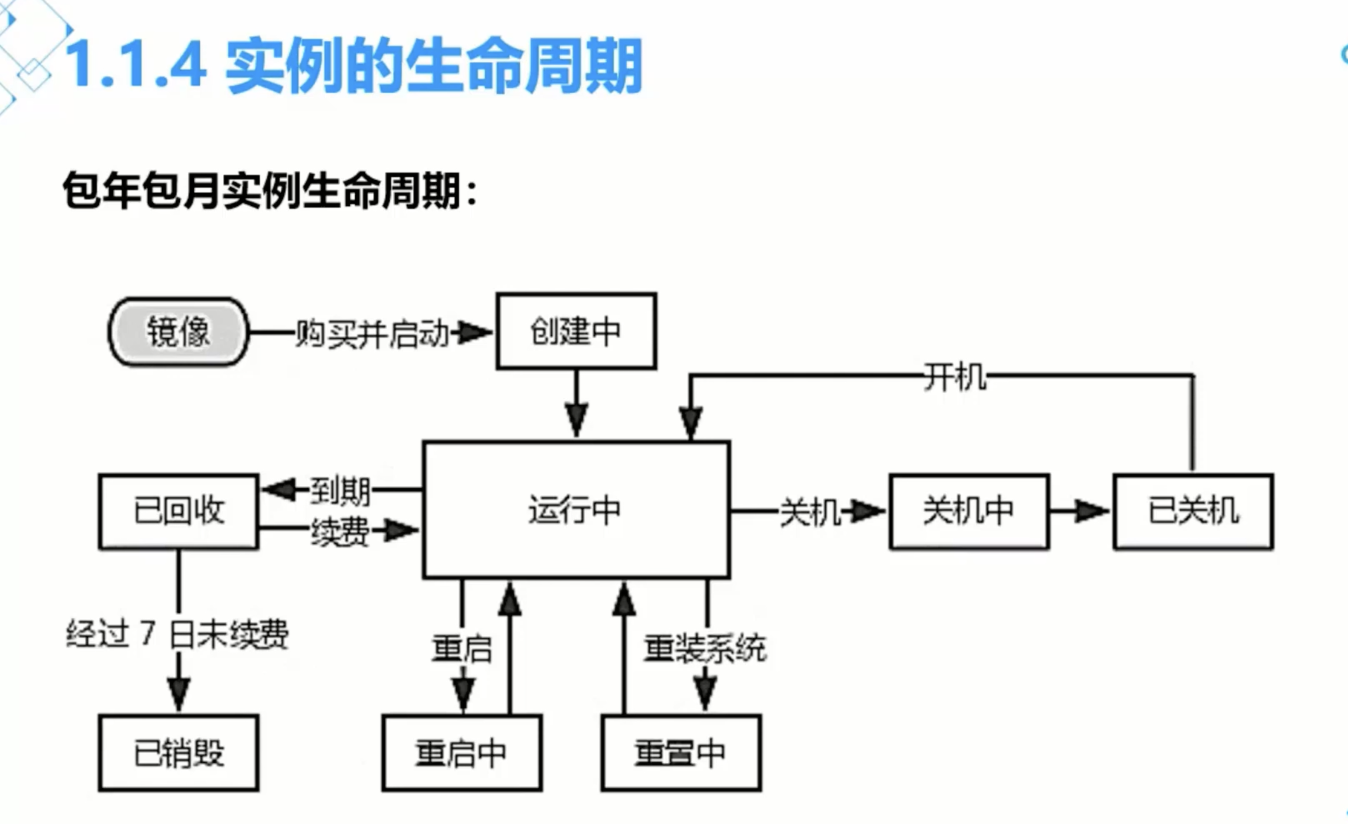 1.1.4 实例的生命周期
包年包月实例生命周期：
镜像
购买并启动
创建中
开机
已回收
到期
续费
运行中
关机
关机中
已关机
经过 7 日未续费
重启
重装系统
已销毁
重启中
重置中